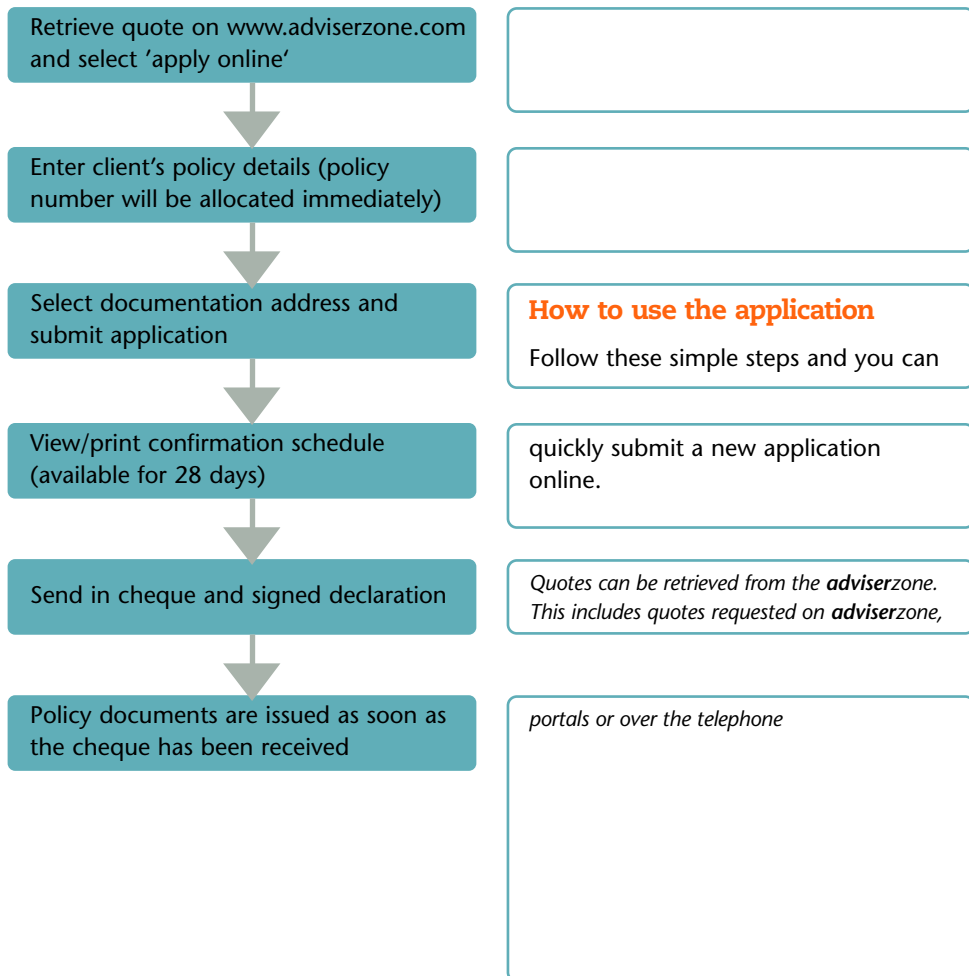 Retrieve quote on www.adviserzone.com
and select ’apply online‘
Enter client’s policy details (policy
number will be allocated immediately)
Select documentation address and
submit application
View/print confirmation schedule
(available for 28 days)
Send in cheque and signed declaration
Policy documents are issued as soon as
the cheque has been received
How to use the application
Follow these simple steps and you can
quickly submit a new application
online.
Quotes can be retrieved from the adviserzone.
This includes quotes requested on adviserzone,
portals or over the telephone